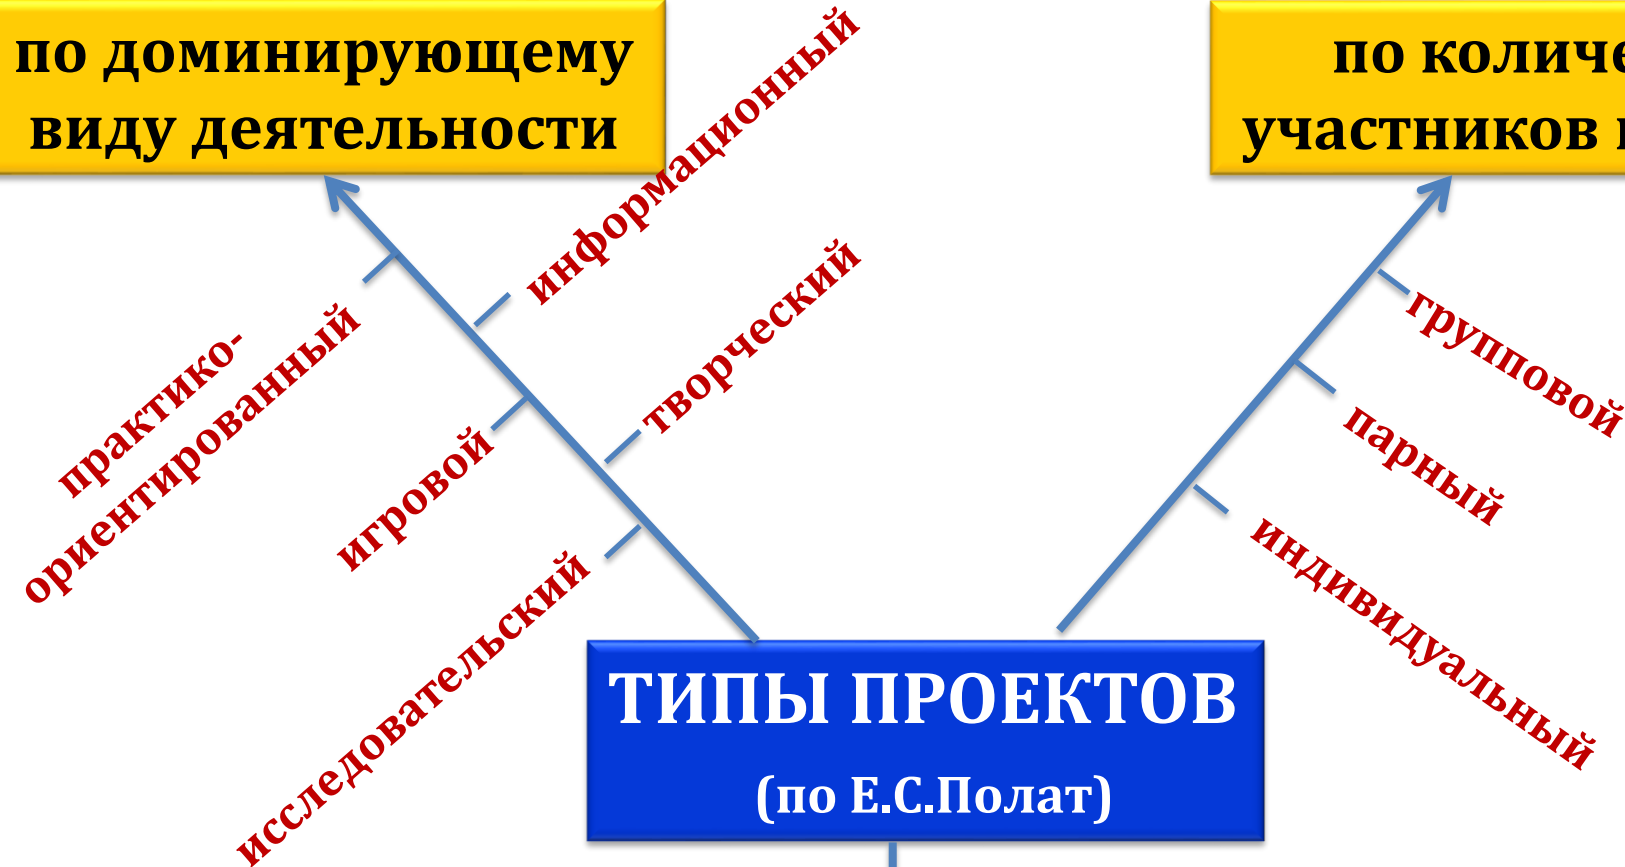 по доминирующему
виду деятельности
по количе
участников
информационный
творческий
практико-
ориентированный
игровой
исследовательский
групповой
парный
индивидуальный
ТИПЫ ПРОЕКТОВ
(по Е.С.Полат)